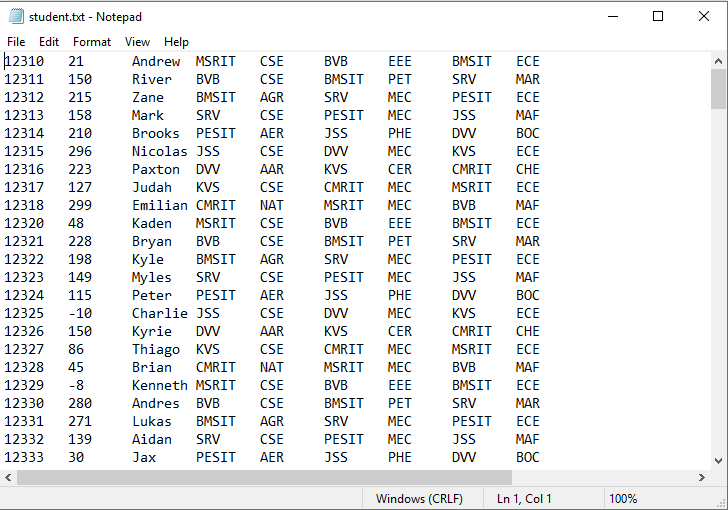 student.txt - Notepad
File Edit Format View Help
12310 21 Andrew MSRIT CSE BVB EEE BMSIT ECE
12311 150 River BVB CSE BMSIT PET SRV MAR
12312 215 Zane BMSIT AGR SRV MEC PESIT ECE
12313 158 Mark SRV CSE PESIT MEC JSS MAF
12314 210 Brooks PESIT AER JSS PHE DVV BOC
12315 296 Nicolas JSS CSE DVV MEC KVS ECE
12316 223 Paxton DVV AAR KVS CER CMRIT CHE
12317 127 Judah KVS CSE CMRIT MEC MSRIT ECE
12318 299 Emilian CMRIT NAT MSRIT MEC BVB MAF
12320 48 Kaden MSRIT CSE BVB EEE BMSIT ECE
12321 228 Bryan BVB CSE BMSIT PET SRV MAR
12322 198 Kyle BMSIT AGR SRV MEC PESIT ECE
12323 149 Myles SRV CSE PESIT MEC JSS MAF
12324 115 Peter PESIT AER JSS PHE DVV BOC
12325 -10 Charlie JSS CSE DVV MEC KVS ECE
12326 150 Kyrie DVV AAR KVS CER CMRIT CHE
12327 86 Thiago KVS CSE CMRIT MEC MSRIT ECE
12328 45 Brian CMRIT NAT MSRIT MEC BVB MAF
12329 -8 Kenneth MSRIT CSE BVB EEE BMSIT ECE
12330 280 Andres BVB CSE BMSIT PET SRV MAR
12331 271 Lukas BMSIT AGR SRV MEC PESIT ECE
12332 139 Aidan SRV CSE PESIT MEC JSS MAF
12333 30 Jax PESIT AER JSS PHE DVV BOC
Windows (CRLF) Ln 1, Col 1 100%